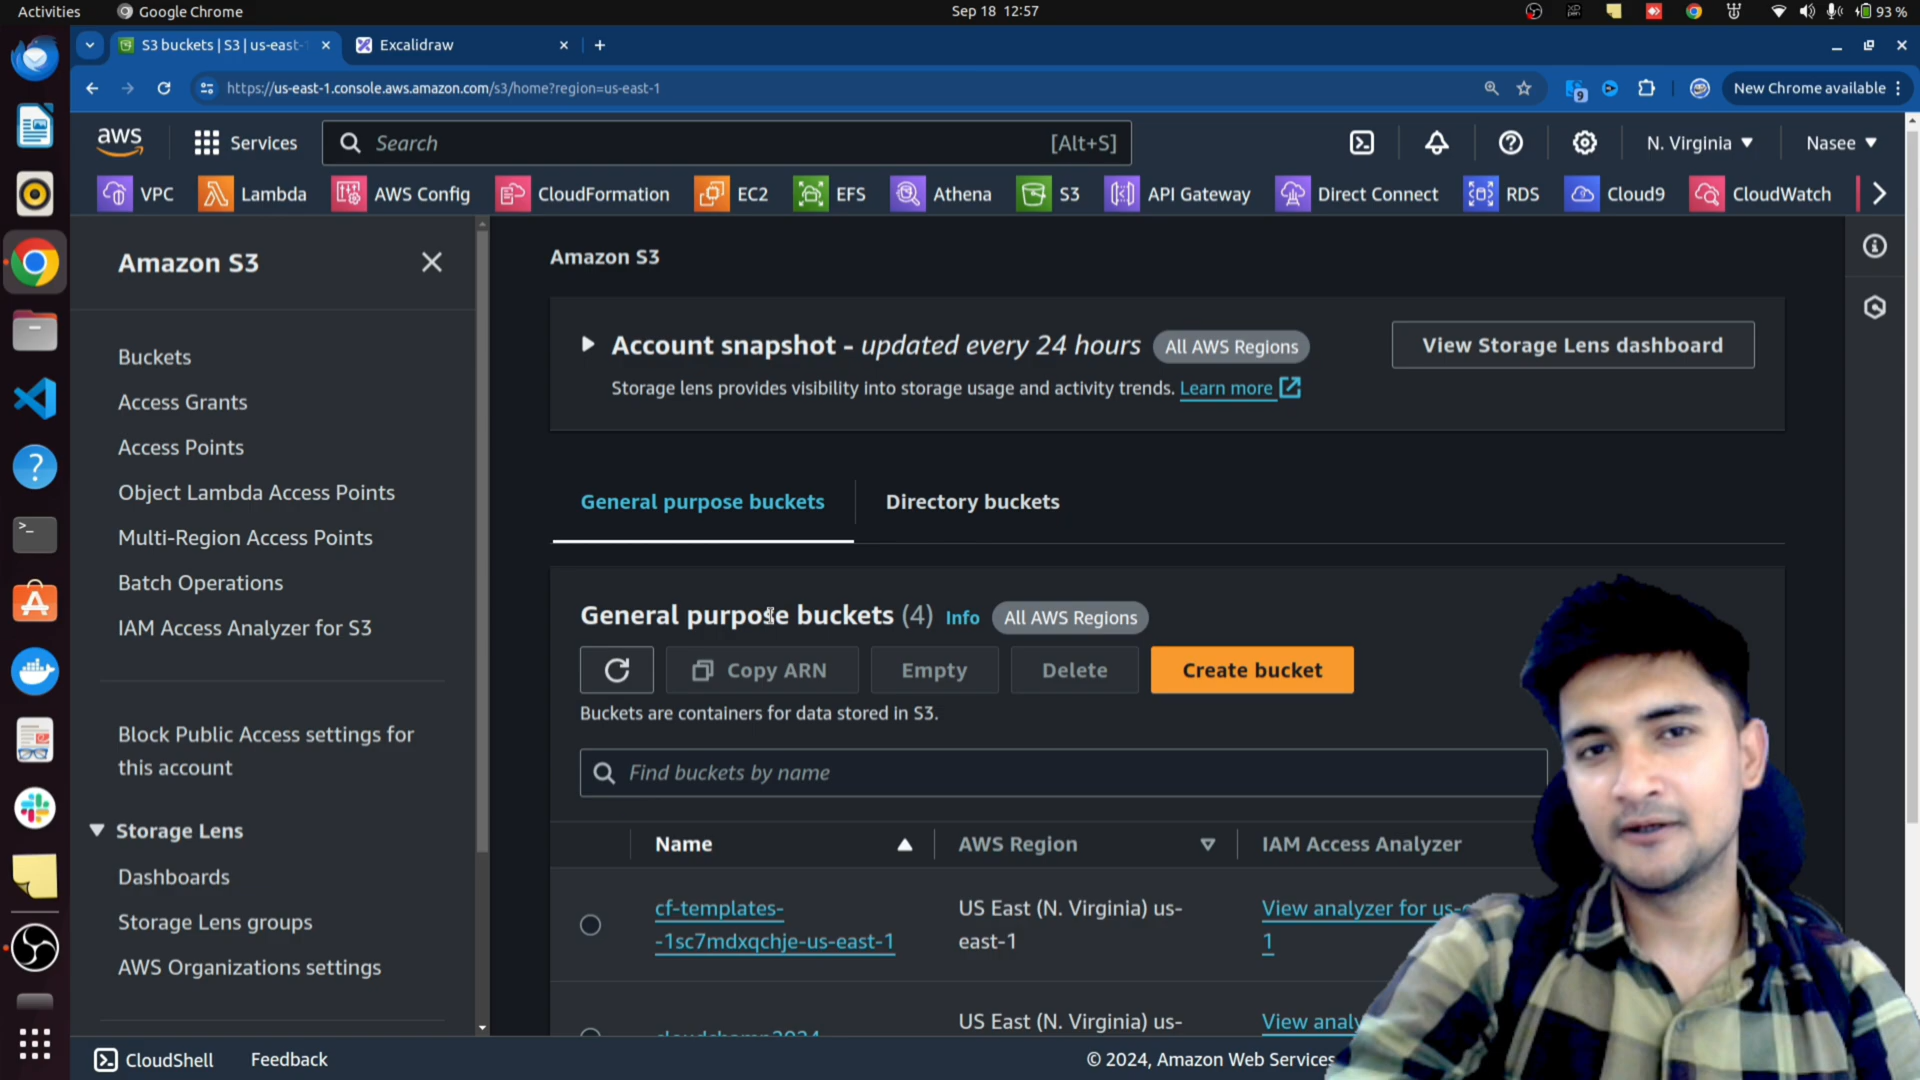 Activities
Google Chrome
Sep 18 12:57
93 %
S3 buckets | S3 | us-east-
Excalidraw
https://us-east-1.console.aws.amazon.com/s3/home?region=us-east-1
9
New Chrome available
aws
Services
Search
[Alt+S]
N. Virginia
Nasee
VPC
Lambda
AWS Config
CloudFormation
EC2
EFS
Athena
S3
API Gateway
Direct Connect
RDS
Cloud9
CloudWatch
Amazon S3
Buckets
Access Grants
Access Points
Object Lambda Access Points
Multi-Region Access Points
Batch Operations
IAM Access Analyzer for S3
Block Public Access settings for
this account
Storage Lens
Dashboards
Storage Lens groups
AWS Organizations settings
Amazon S3
Account snapshot - updated every 24 hours
All AWS Regions
View Storage Lens dashboard
Storage lens provides visibility into storage usage and activity trends. Learn more
General purpose buckets
Directory buckets
General purpose buckets (4) Info
All AWS Regions
Copy ARN
Empty
Delete
Create bucket
Buckets are containers for data stored in S3.
Find buckets by name
Name
AWS Region
IAM Access Analyzer
cf-templates-
-1sc7mdxqchje-us-east-1
US East (N. Virginia) us-
east-1
View analyzer for us-e
1
cloudchamp2024
US East (N. Virginia) us-
View analy
CloudShell
Feedback
© 2024, Amazon Web Services